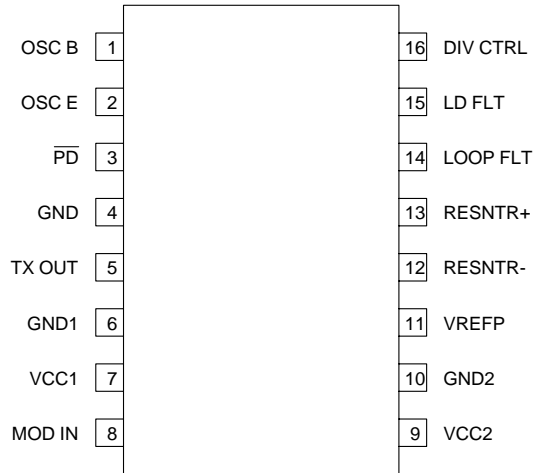 OSC B 1 16 DIV CTRL
OSC E 2 15 LD FLT
PD 3 14 LOOP FLT
GND 4 13 RESNTR+
TX OUT 5 12 RESNTR-
GND1 6 11 VREFP
VCC1 7 10 GND2
MOD IN 8 9 VCC2